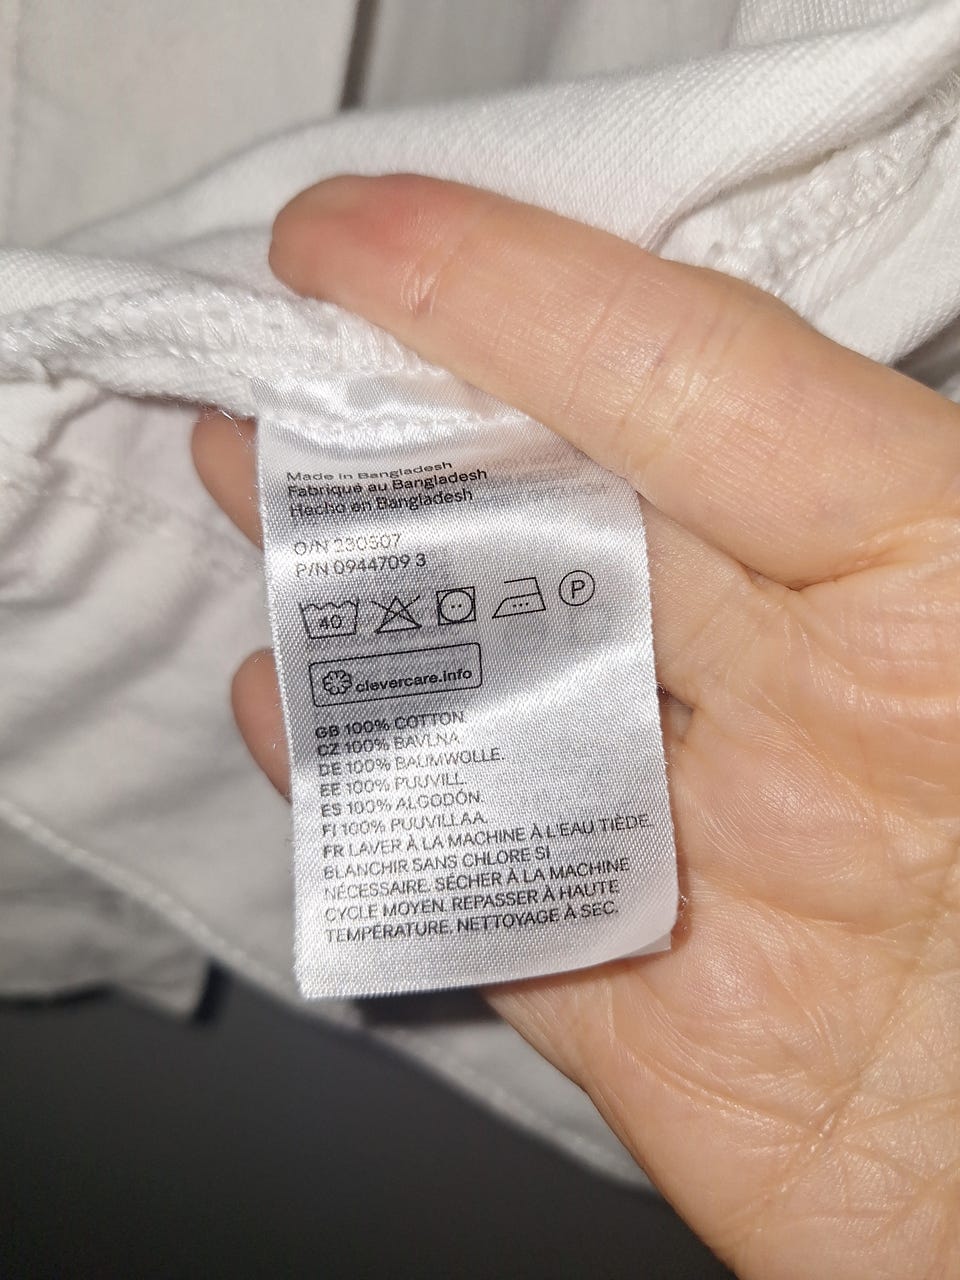 Made in Bangladesh
Fabriqué au Bangladesh
Hecho en Bangladesh
O/N 230507
P/N 0944709 3
40
P
clevercare.info
GB 100% COTTON.
CZ 100% BAVLNA.
DE 100% BAUMWOLLE.
EE 100% PUUVILL.
ES 100% ALGODÓN.
FI 100% PUUVILLAA.
FR LAVER À LA MACHINE À L'EAU TIÈDE.
BLANCHIR SANS CHLORE SI
NÉCESSAIRE. SÉCHER À LA MACHINE
CYCLE MOYEN. REPASSER À HAUTE
TEMPÉRATURE. NETTOYAGE À SEC.